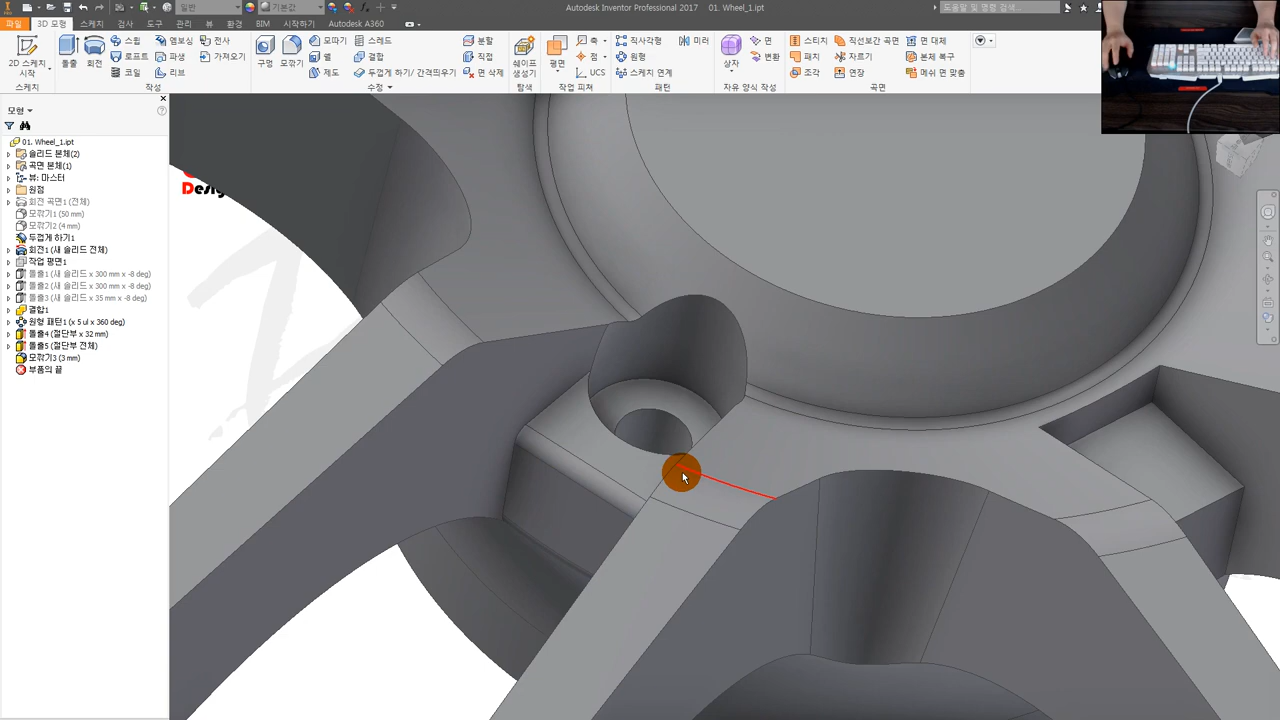 일반
기본값
Autodesk Inventor Professional 2017 01. Wheel_1.ipt
도움말 및 명령 검색...
파일 3D 모형 스케치 검사 도구 관리 뷰 환경 BIM 시작하기 Autodesk A360
2D 스케치 시작
돌출
회전
스윕
로프트
코일
엠보싱
파생
리브
전사
가져오기
구멍
모깎기
모따기
쉘
제도
스레드
결합
두껍게 하기/ 간격띄우기
분할
직접
면 삭제
쉐이프 생성기
평면
축
점
UCS
직사각형
원형
스케치 연계
미러
상자
면
변환
스티치
패치
조각
직선보간 곡면
자르기
연장
면 대체
본체 복구
메쉬 면 맞춤
스케치 작성 수정 탐색 작업 피쳐 패턴 자유 양식 작성 곡면
모형
01. Wheel_1.ipt
솔리드 본체(2)
곡면 본체(1)
뷰: 마스터
원점
회전 곡면1 (전체)
모깎기1 (50 mm)
모깎기2 (4 mm)
두껍게 하기1
회전1 (새 솔리드 전체)
작업 평면1
돌출1 (새 솔리드 x 300 mm x -8 deg)
돌출2 (새 솔리드 x 300 mm x -8 deg)
돌출3 (새 솔리드 x 35 mm x -8 deg)
결합1
원형 패턴1 (x 5 ul x 360 deg)
돌출4 (절단부 x 32 mm)
돌출5 (절단부 전체)
모깎기3 (3 mm)
부품의 끝